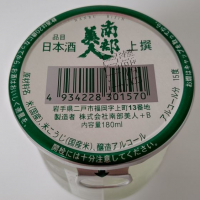 南部美人
品目
日本酒 上撰
4934228301570
岩手県二戸市福岡字上町13番地
製造者 株式会社南部美人+B
内容量180ml
原材料名 米(国産)、米こうじ(国産米)、醸造アルコール
アルコール分 15度
開栓には十分注意してください。